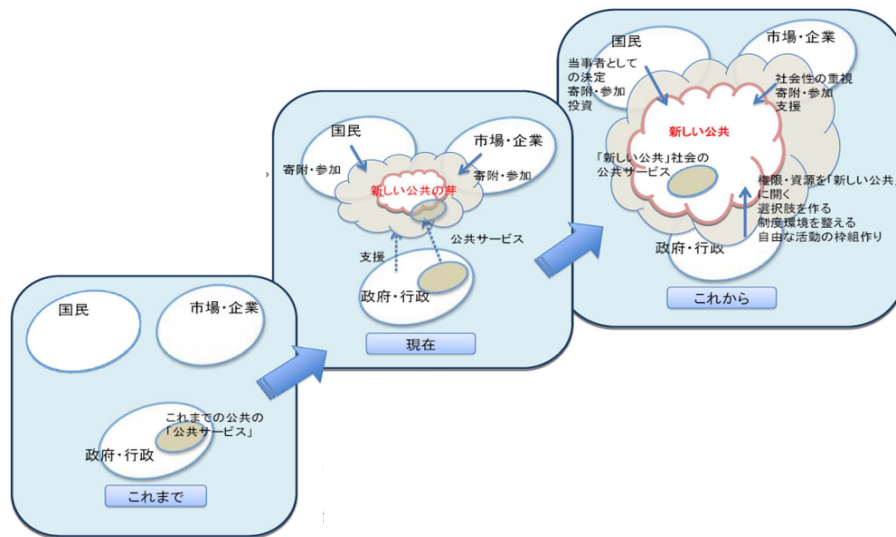 国民
市場・企業
これまでの公共の
「公共サービス」
政府・行政
これまで
国民
市場・企業
寄附・参加
寄附・参加
新しい公共の芽
公共サービス
支援
政府・行政
現在
国民
市場・企業
当事者として
の決定
寄附・参加
投資
社会性の重視
寄附・参加
支援
新しい公共
「新しい公共」社会の
公共サービス
権限・資源を「新しい公共」
に開く
選択肢を作る
制度環境を整える
自由な活動の枠組作り
政府・行政
これから